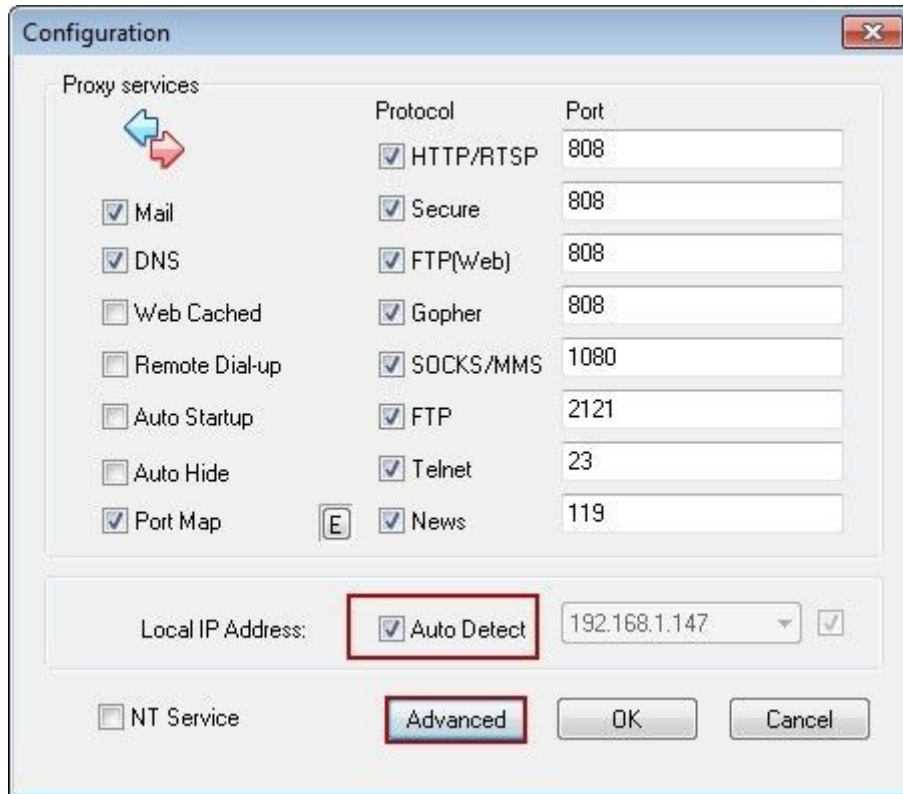 Configuration
Proxy services
Protocol Port
HTTP/RTSP 808
Mail Secure 808
DNS FTP(Web) 808
Web Cached Gopher 808
Remote Dial-up SOCKS/MMS 1080
Auto Startup FTP 2121
Auto Hide Telnet 23
Port Map E News 119
Local IP Address: Auto Detect 192.168.1.147
NT Service Advanced OK Cancel